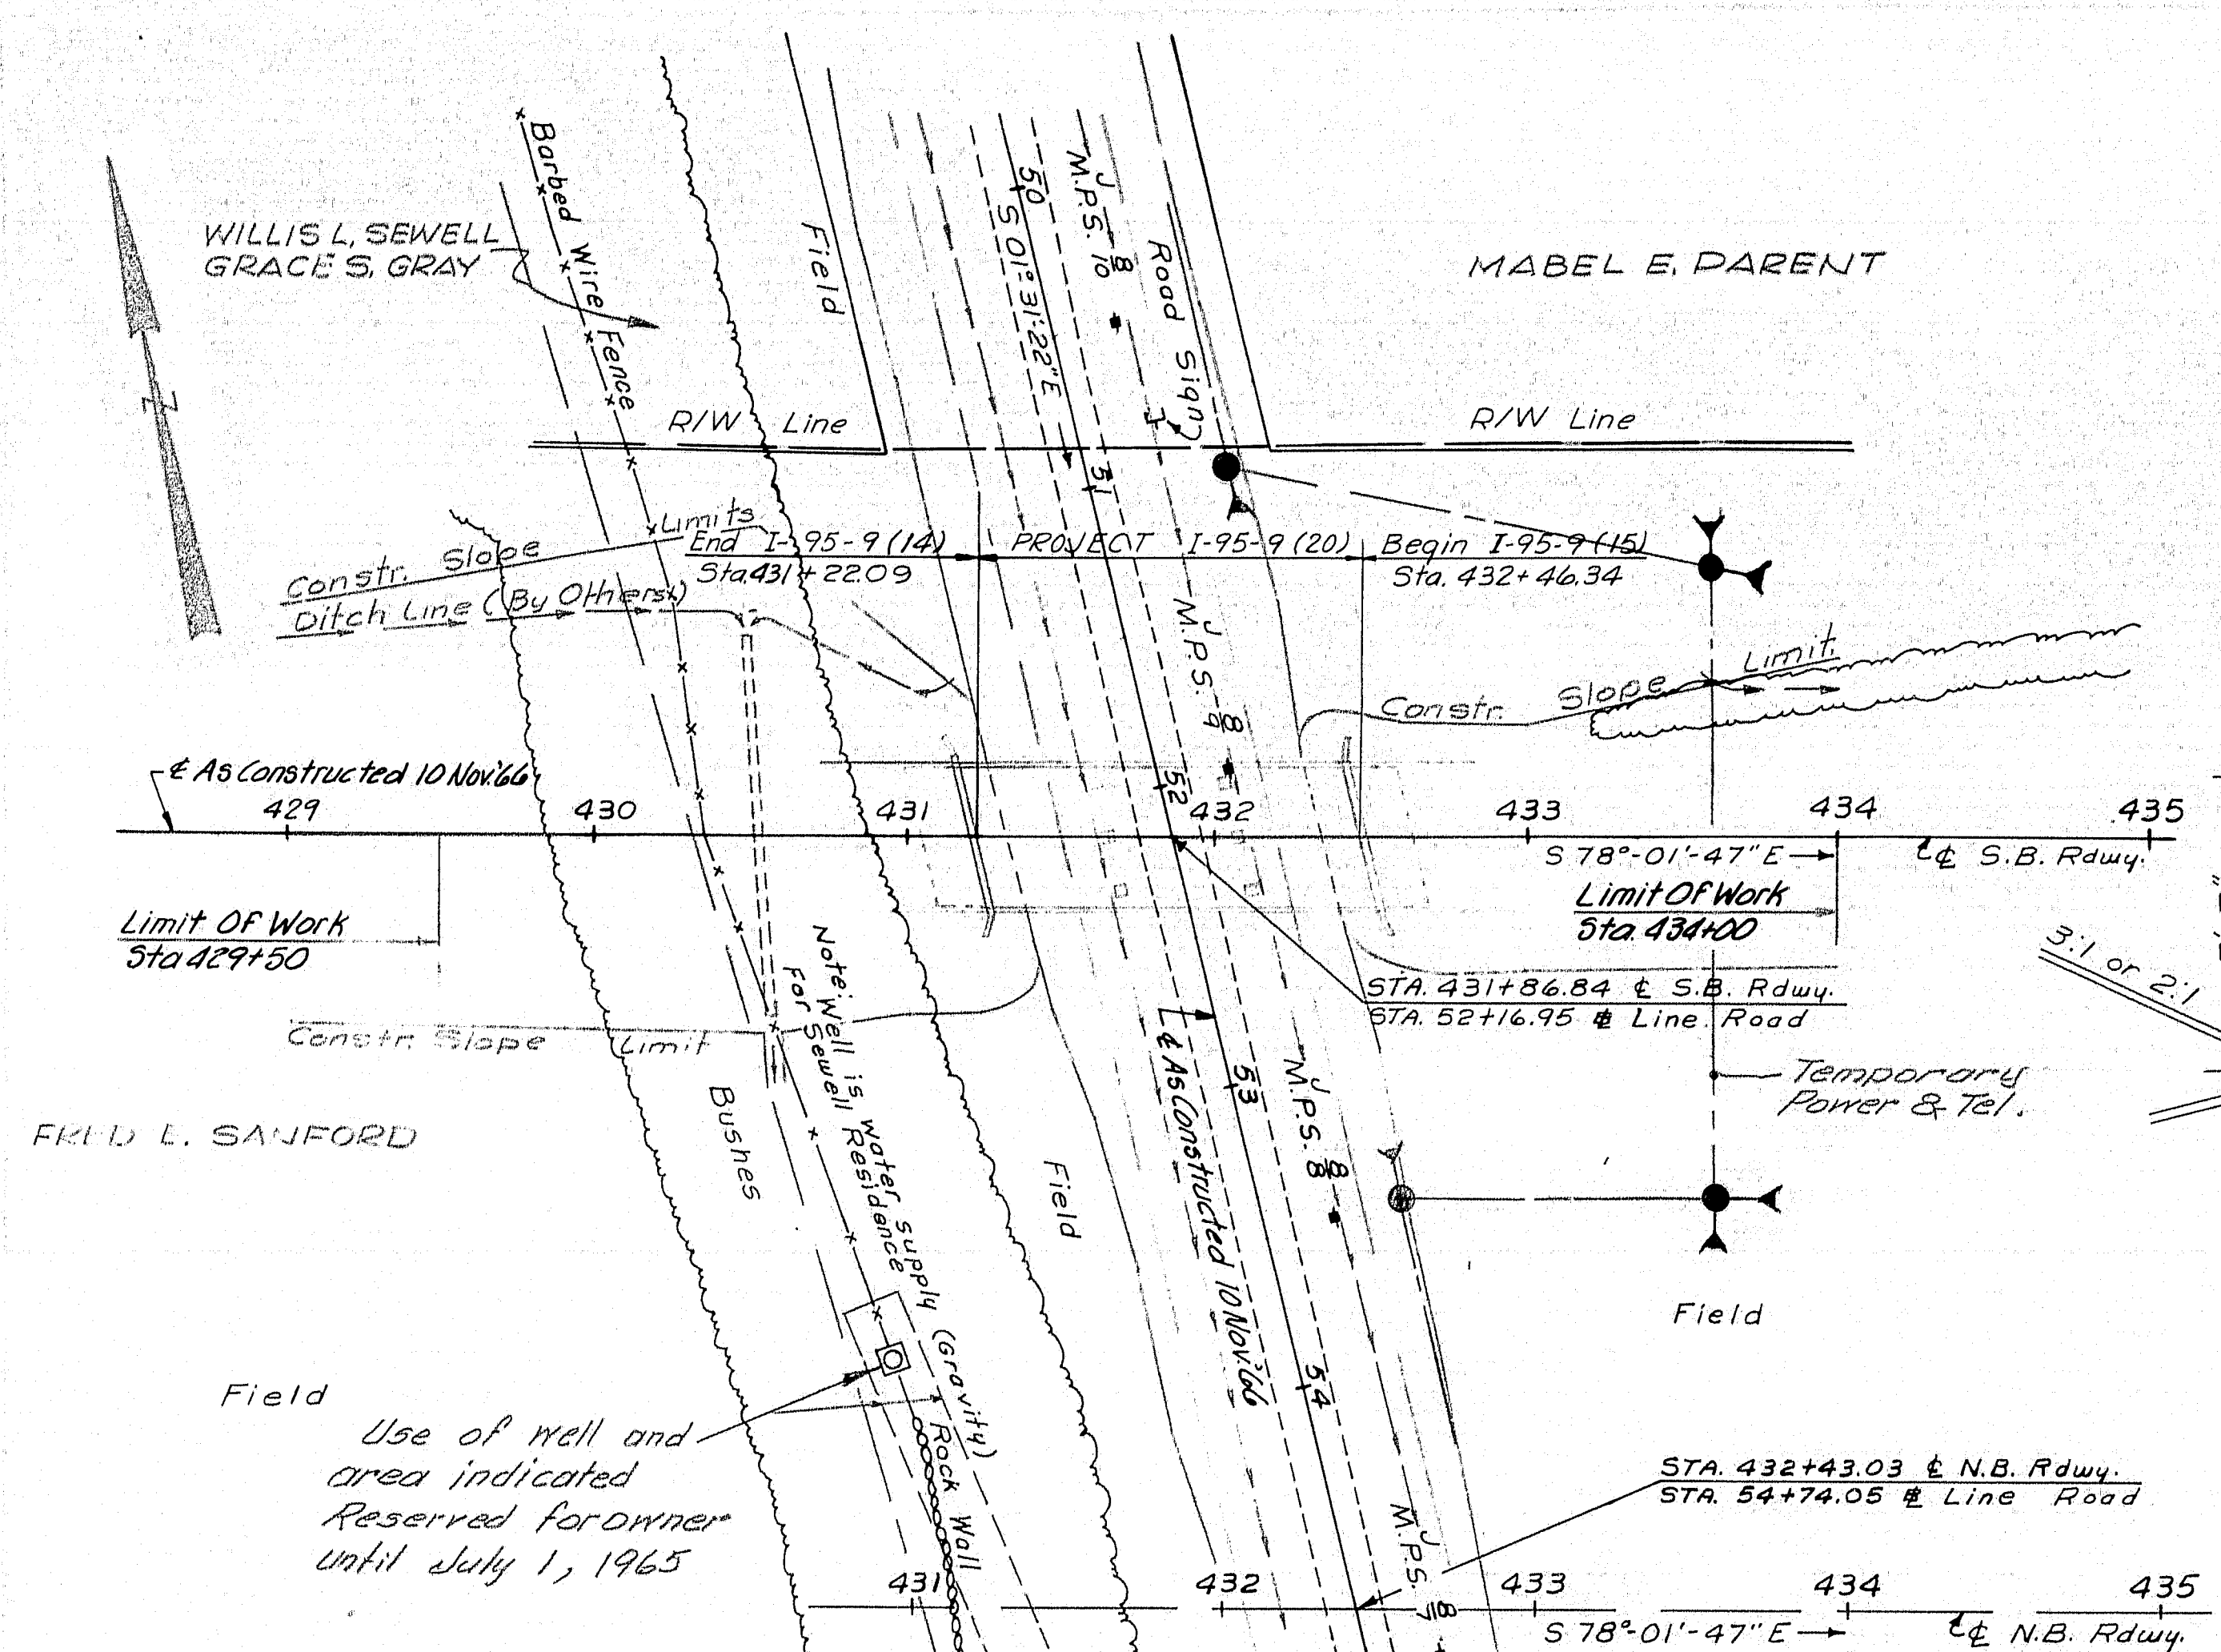 Barbed Wire Fence
WILLIS L. SEWELL
GRACE S. GRAY
Field
50
S 01°-31'-22"E
J
M.P.S. 8/10
Road Sign
MABEL E. PARENT
N
R/W Line
R/W Line
51
Constr. Slope Limits
Ditch Line (By Others)
End I-95-9 (14)
Sta. 431+22.09
PROJECT I-95-9 (20)
Begin I-95-9 (15)
Sta. 432+46.34
J
M.P.S. 8/9
Constr. Slope Limit.
52
℄ As Constructed 10 Nov.'66
429 430 431 432 433 434 435
S 78°-01'-47" E
℄ S.B. Rdwy.
Limit Of Work
Sta 429+50
Limit Of Work
Sta. 434+00
3:1 or 2:1
STA. 431+86.84 ℄ S.B. Rdwy.
STA. 52+16.95 ℄ Line Road
Note: Well is water supply (Gravity)
For Sewell Residence
Constr. Slope Limit
℄ As Constructed 10 Nov.'66
53
J
M.P.S. 8/8
Temporary
Power & Tel.
FRED E. SANFORD
Bushes
Field
Field
54
Field
Use of well and
area indicated
Reserved for owner
until July 1, 1965
Rock Wall
STA. 432+43.03 ℄ N.B. Rdwy.
STA. 54+74.05 ℄ Line Road
J
M.P.S. 8/7
431 432 433 434 435
S 78°-01'-47" E
℄ N.B. Rdwy.